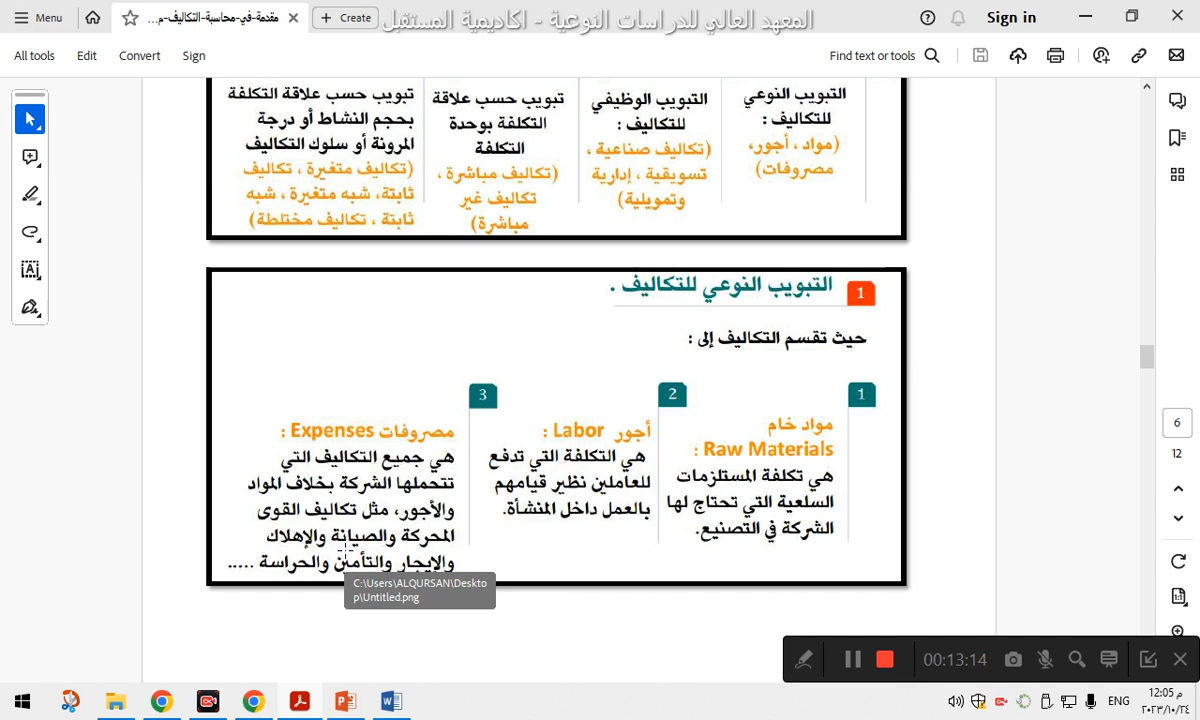 Menu
مقدمة-في-محاسبة-التكاليف-م...
Create
المعهد العالي للدراسات النوعية - اكاديمية المستقبل
Sign in
All tools
Edit
Convert
Sign
Find text or tools
التبويب النوعي
للتكاليف :
(مواد ، أجور،
مصروفات)
التبويب الوظيفي
للتكاليف :
(تكاليف صناعية ،
تسويقية ، إدارية
وتمويلية)
تبويب حسب علاقة
التكلفة بوحدة
التكلفة
(تكاليف مباشرة ،
تكاليف غير
مباشرة)
تبويب حسب علاقة التكلفة
بحجم النشاط أو درجة
المرونة أو سلوك التكاليف
(تكاليف متغيرة ، تكاليف
ثابتة، شبه متغيرة ، شبه
ثابتة ، تكاليف مختلطة)
1
التبويب النوعي للتكاليف .
حيث تقسم التكاليف إلى :
1
مواد خام
Raw Materials :
هي تكلفة المستلزمات
السلعية التي تحتاج لها
الشركة في التصنيع.
2
أجور Labor :
هي التكلفة التي تدفع
للعاملين نظير قيامهم
بالعمل داخل المنشأة.
3
مصروفات Expenses :
هي جميع التكاليف التي
تتحملها الشركة بخلاف المواد
والأجور، مثل تكاليف القوى
المحركة والصيانة والإهلاك
والإيجار والتأمين والحراسة .....
C:\Users\ALQURSAN\Deskto
p\Untitled.png
6
12
00:13:14
ENG
12:05 م
٢٠٢٣/١٠/٢٤